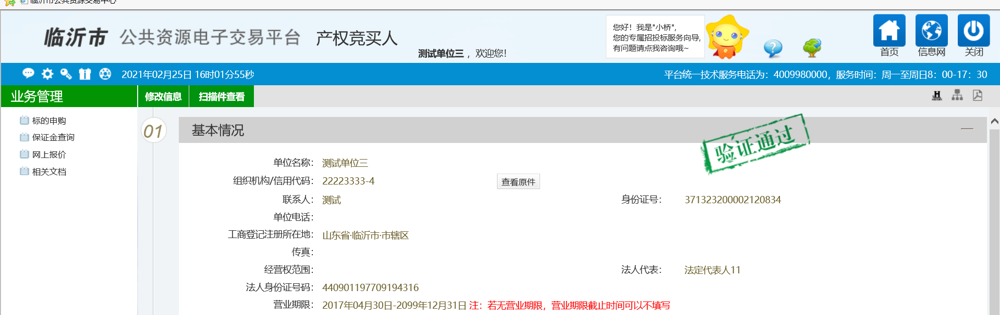 临沂市公共资源交易中心
临沂市 公共资源电子交易平台 产权竞买人
测试单位三 ，欢迎您！
您好！我是"小桥"，
您的专属招投标服务向导，
有问题请点我咨询哦~
首页 信息网 关闭
2021年02月25日 16时01分55秒
平台统一技术服务电话为：4009980000，服务时间：周一至周日8：00-17：30
业务管理
修改信息 扫描件查看
标的申购
保证金查询
网上报价
相关文档
01 基本情况
验证通过
单位名称： 测试单位三
组织机构/信用代码： 22223333-4 查看原件
联系人： 测试 身份证号： 371323200002120834
单位电话：
工商登记注册所在地： 山东省·临沂市·市辖区
传真：
经营权范围： 法人代表： 法定代表人11
法人身份证号码： 440901197709194316
营业期限： 2017年04月30日-2099年12月31日 注：若无营业期限，营业期限截止时间可以不填写